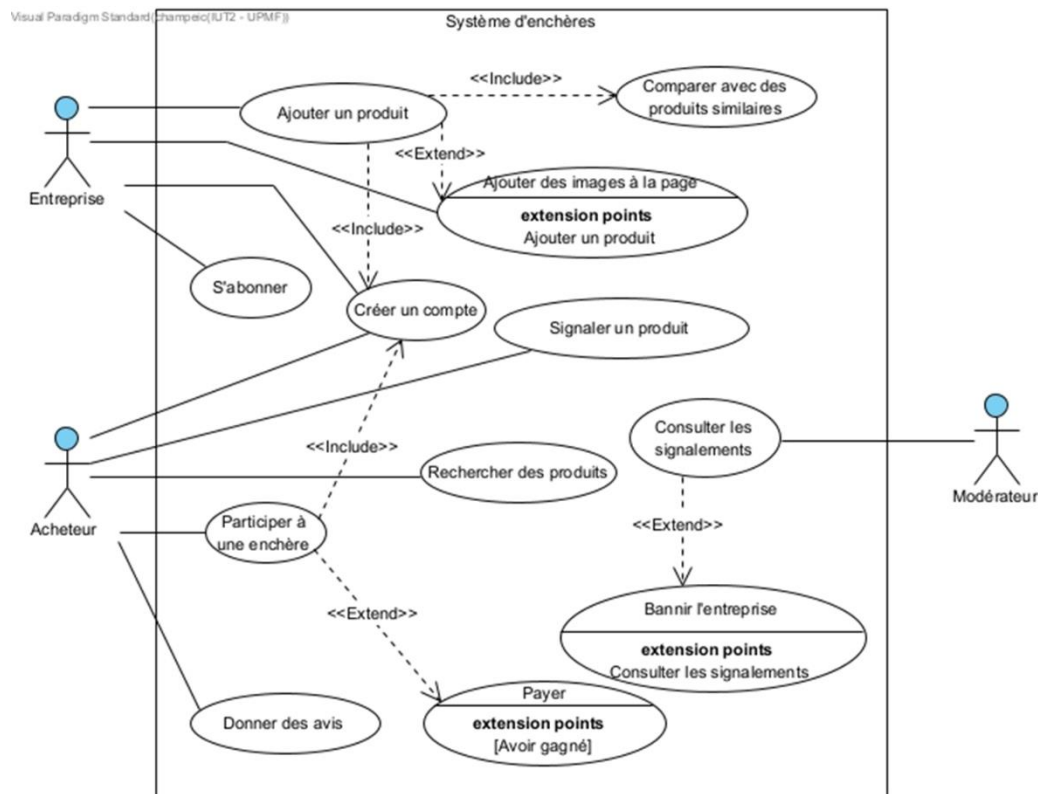 Visual Paradigm Standard(champeic(IUT2 - UPMF))
Système d'enchères
<<Include>>
Comparer avec des
produits similaires
Ajouter un produit
<<Extend>>
Ajouter des images à la page
extension points
Ajouter un produit
Entreprise
<<Include>>
S'abonner
Créer un compte
Signaler un produit
Consulter les
signalements
<<Include>>
Rechercher des produits
Modérateur
Acheteur
Participer à
une enchère
<<Extend>>
<<Extend>>
Bannir l'entreprise
extension points
Consulter les signalements
Payer
extension points
[Avoir gagné]
Donner des avis